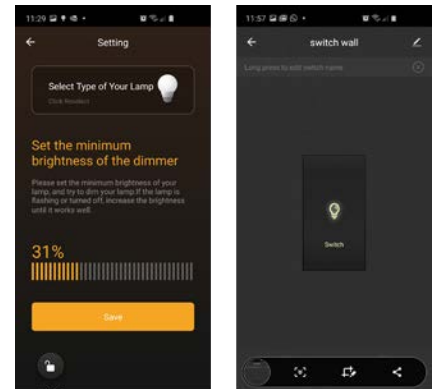 11:29
Setting
Select Type of Your Lamp
Click Reselect
Set the minimum
brightness of the dimmer
Please set the minimum brightness of your
lamp, and try to dim your lamp.If the lamp is
flashing or turned off, increase the brightness
until it works well.
31%
Save
11:57
switch wall
Long press to edit switch name
Switch